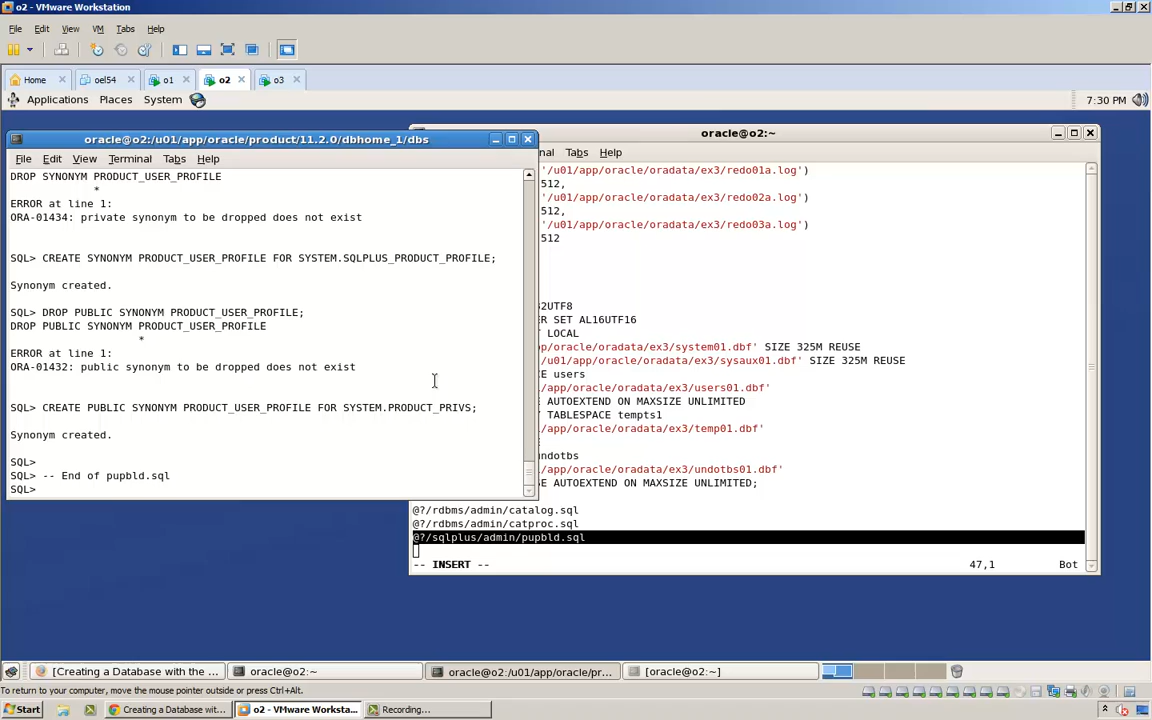 o2 - VMware Workstation
File Edit View VM Tabs Help
Home oel54 o1 o2 o3
Applications Places System 7:30 PM
oracle@o2:/u01/app/oracle/product/11.2.0/dbhome_1/dbs
File Edit View Terminal Tabs Help
DROP SYNONYM PRODUCT_USER_PROFILE
*
ERROR at line 1:
ORA-01434: private synonym to be dropped does not exist
SQL> CREATE SYNONYM PRODUCT_USER_PROFILE FOR SYSTEM.SQLPLUS_PRODUCT_PROFILE;
Synonym created.
SQL> DROP PUBLIC SYNONYM PRODUCT_USER_PROFILE;
DROP PUBLIC SYNONYM PRODUCT_USER_PROFILE
*
ERROR at line 1:
ORA-01432: public synonym to be dropped does not exist
SQL> CREATE PUBLIC SYNONYM PRODUCT_USER_PROFILE FOR SYSTEM.PRODUCT_PRIVS;
Synonym created.
SQL>
SQL> -- End of pupbld.sql
SQL>
oracle@o2:~
nal Tabs Help
'/u01/app/oracle/oradata/ex3/redo01a.log')
512,
'/u01/app/oracle/oradata/ex3/redo02a.log')
512,
'/u01/app/oracle/oradata/ex3/redo03a.log')
512
32UTF8
ER SET AL16UTF16
T LOCAL
pp/oracle/oradata/ex3/system01.dbf' SIZE 325M REUSE
/u01/app/oracle/oradata/ex3/sysaux01.dbf' SIZE 325M REUSE
CE users
/app/oracle/oradata/ex3/users01.dbf'
E AUTOEXTEND ON MAXSIZE UNLIMITED
Y TABLESPACE tempts1
/app/oracle/oradata/ex3/temp01.dbf'
E
undotbs
/app/oracle/oradata/ex3/undotbs01.dbf'
E AUTOEXTEND ON MAXSIZE UNLIMITED;
@?/rdbms/admin/catalog.sql
@?/rdbms/admin/catproc.sql
@?/sqlplus/admin/pupbld.sql
-- INSERT -- 47,1 Bot
[Creating a Database with the ... oracle@o2:~ oracle@o2:/u01/app/oracle/pr... [oracle@o2:~]
To return to your computer, move the mouse pointer outside or press Ctrl+Alt.
Start Creating a Database wit... o2 - VMware Worksta... Recording... 7:30 PM